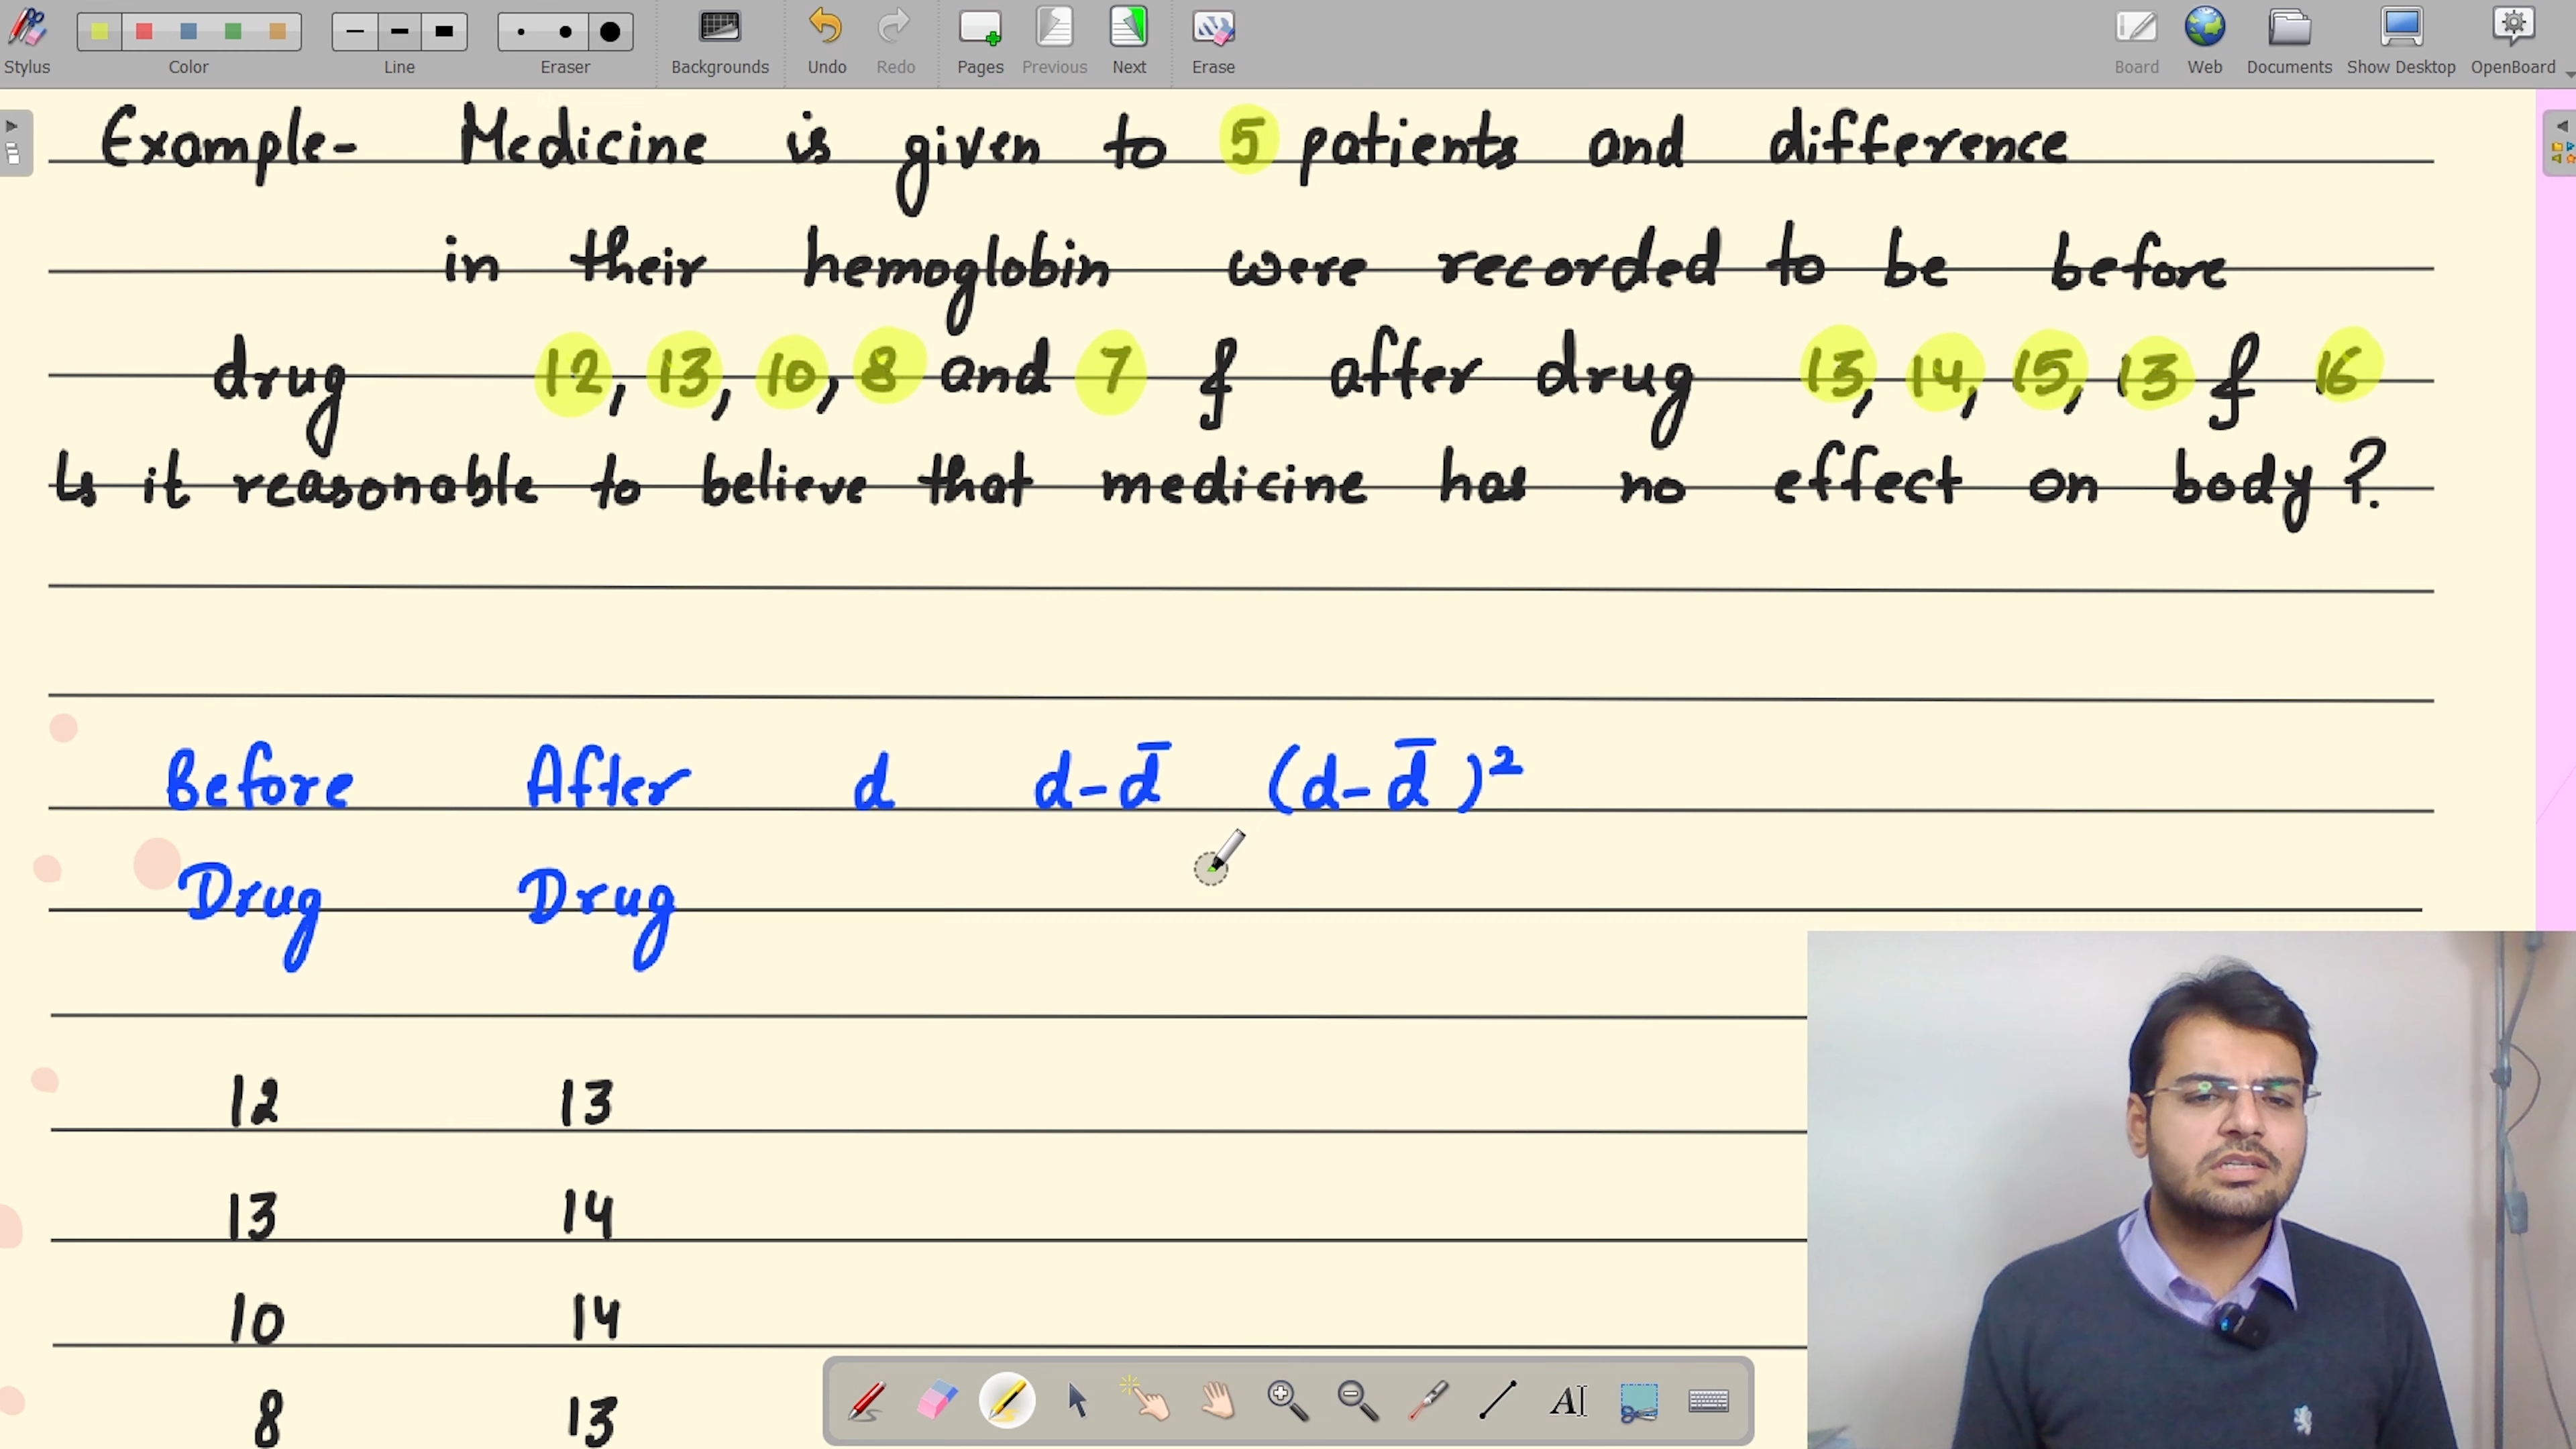 Stylus Color Line Eraser Backgrounds Undo Redo Pages Previous Next Erase Board Web Documents Show Desktop OpenBoard
Example- Medicine is given to 5 patients and difference
in their hemoglobin were recorded to be before
drug 12, 13, 10, 8 and 7 & after drug 13, 14, 15, 13 & 16
Is it reasonable to believe that medicine has no effect on body?
Before After d d-d̄ (d-d̄)²
Drug Drug
12 13
13 14
10 14
8 13
AI